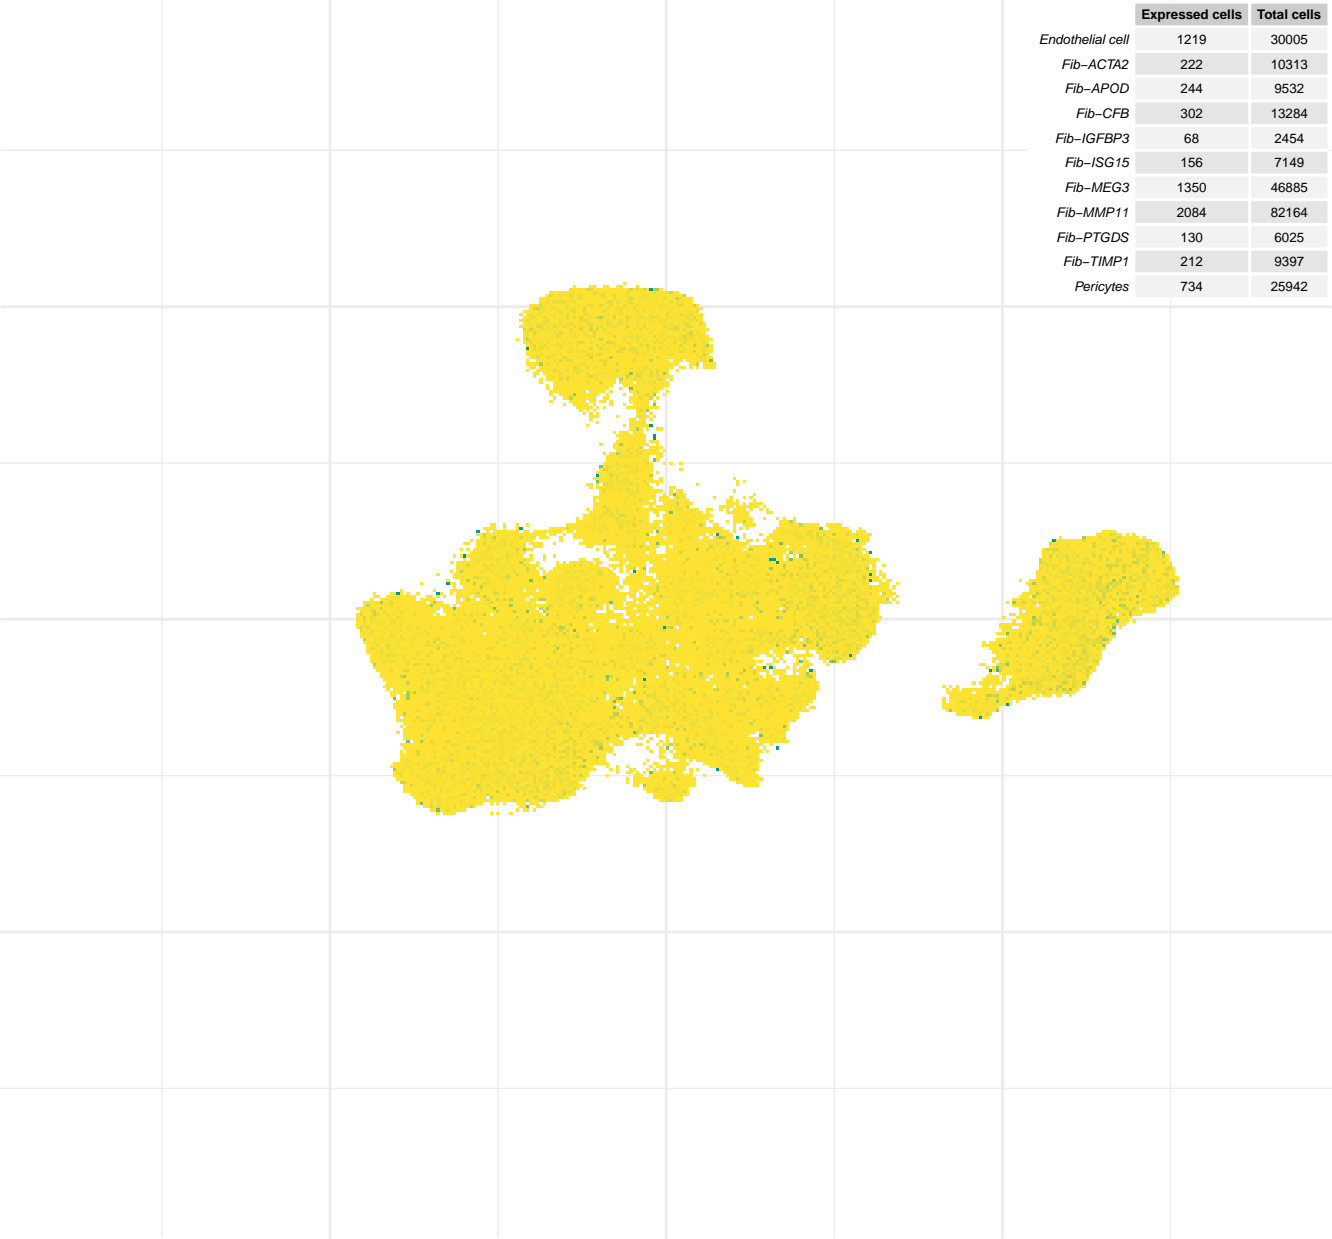 Expressed cells Total cells
Endothelial cell 1219 30005
Fib−ACTA2 222 10313
Fib−APOD 244 9532
Fib−CFB 302 13284
Fib−IGFBP3 68 2454
Fib−ISG15 156 7149
Fib−MEG3 1350 46885
Fib−MMP11 2084 82164
Fib−PTGDS 130 6025
Fib−TIMP1 212 9397
Pericytes 734 25942